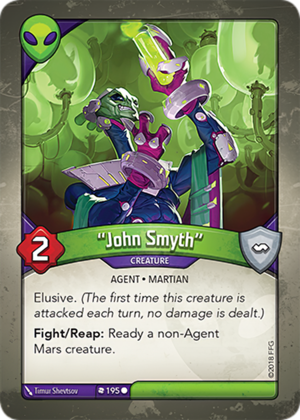 "John Smyth"
2
CREATURE
AGENT • MARTIAN
Elusive. (The first time this creature is
attacked each turn, no damage is dealt.)
Fight/Reap: Ready a non-Agent
Mars creature.
©2018 FFG
Timur Shevtsov
195